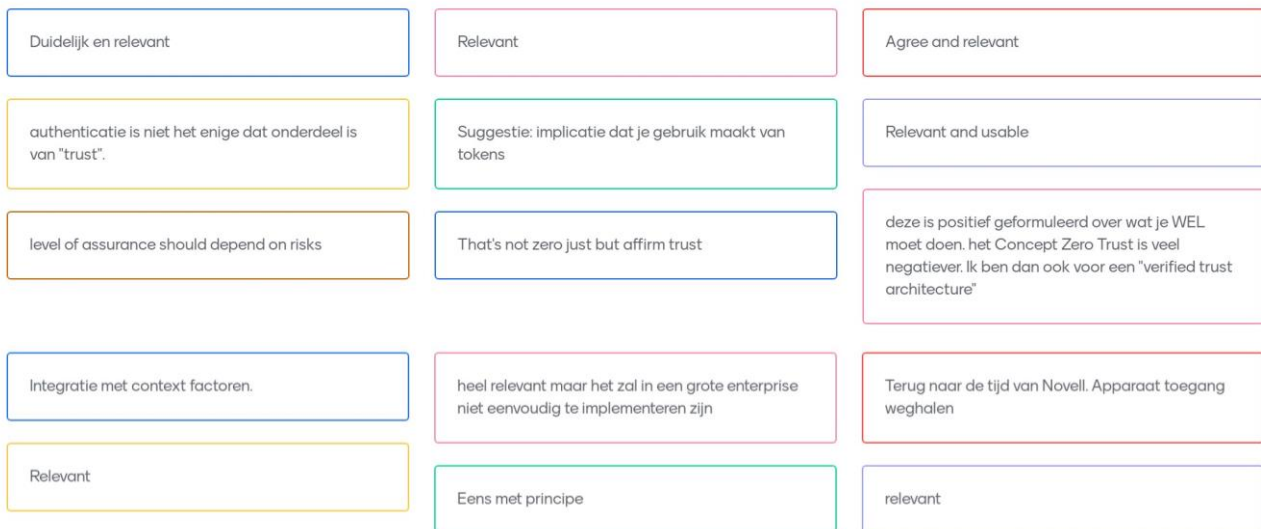 Duidelijk en relevant
Relevant
Agree and relevant
authenticatie is niet het enige dat onderdeel is
van "trust".
Suggestie: implicatie dat je gebruik maakt van
tokens
Relevant and usable
level of assurance should depend on risks
That's not zero just but affirm trust
deze is positief geformuleerd over wat je WEL
moet doen. het Concept Zero Trust is veel
negatiever. Ik ben dan ook voor een "verified trust
architecture"
Integratie met context factoren.
heel relevant maar het zal in een grote enterprise
niet eenvoudig te implementeren zijn
Terug naar de tijd van Novell. Apparaat toegang
weghalen
Relevant
Eens met principe
relevant